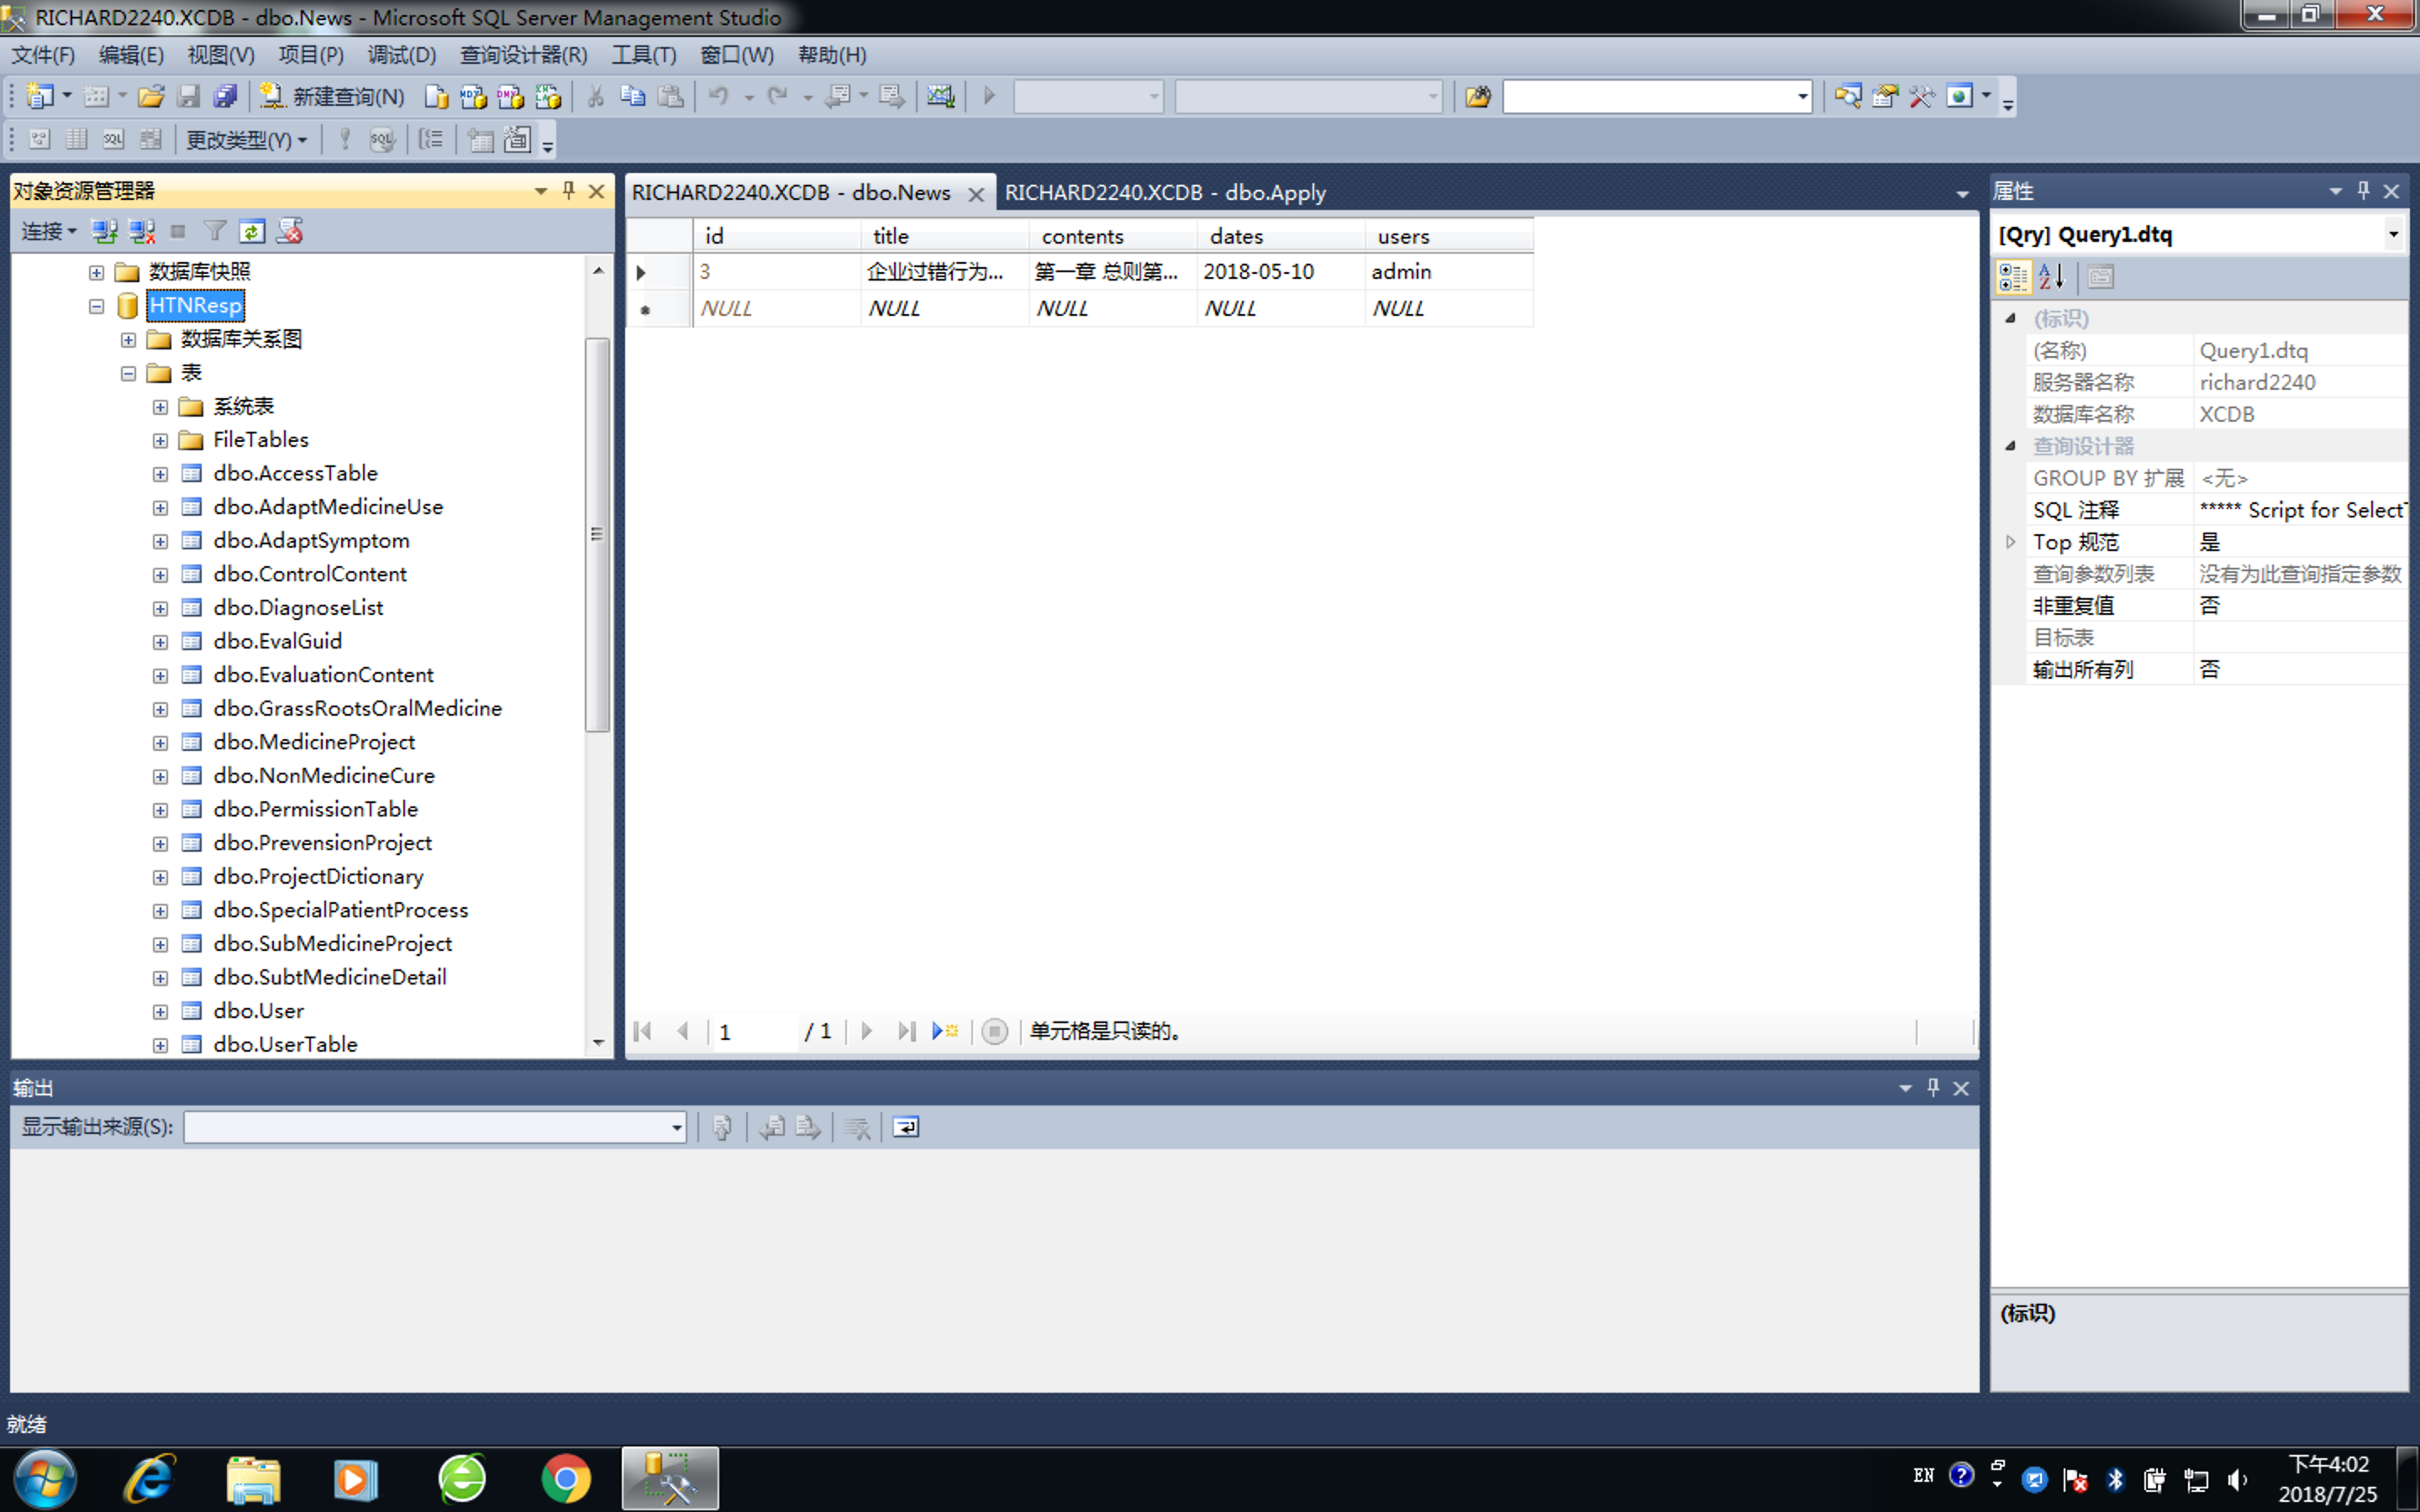 RICHARD2240.XCDB - dbo.News - Microsoft SQL Server Management Studio
文件(F) 编辑(E) 视图(V) 项目(P) 调试(D) 查询设计器(R) 工具(T) 窗口(W) 帮助(H)
新建查询(N)
更改类型(Y)
对象资源管理器
连接
数据库快照
HTNResp
数据库关系图
表
系统表
FileTables
dbo.AccessTable
dbo.AdaptMedicineUse
dbo.AdaptSymptom
dbo.ControlContent
dbo.DiagnoseList
dbo.EvalGuid
dbo.EvaluationContent
dbo.GrassRootsOralMedicine
dbo.MedicineProject
dbo.NonMedicineCure
dbo.PermissionTable
dbo.PrevensionProject
dbo.ProjectDictionary
dbo.SpecialPatientProcess
dbo.SubMedicineProject
dbo.SubtMedicineDetail
dbo.User
dbo.UserTable
RICHARD2240.XCDB - dbo.News RICHARD2240.XCDB - dbo.Apply
id title contents dates users
3 企业过错行为... 第一章 总则第... 2018-05-10 admin
NULL NULL NULL NULL NULL
1 / 1 单元格是只读的。
属性
[Qry] Query1.dtq
(标识)
(名称) Query1.dtq
服务器名称 richard2240
数据库名称 XCDB
查询设计器
GROUP BY 扩展 <无>
SQL 注释 ***** Script for Select
Top 规范 是
查询参数列表 没有为此查询指定参数
非重复值 否
目标表
输出所有列 否
(标识)
输出
显示输出来源(S):
就绪
EN
下午4:02
2018/7/25